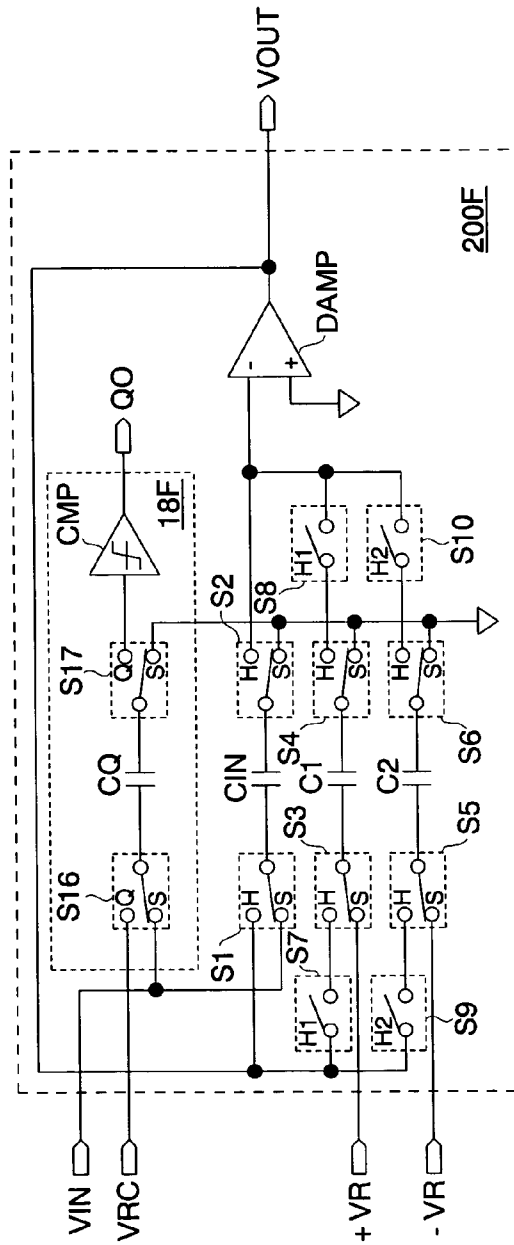 VIN
VRC
+VR
-VR
S16
Q
S
CQ
S17
Q
S
CMP
QO
18F
S1
H
S
CIN
S2
H
S
S7
H1
S3
H
S
C1
S4
H
S
S8
H1
H2
S9
H
S
S5
C2
H
S
S6
H2
S10
-
+
DAMP
VOUT
200F